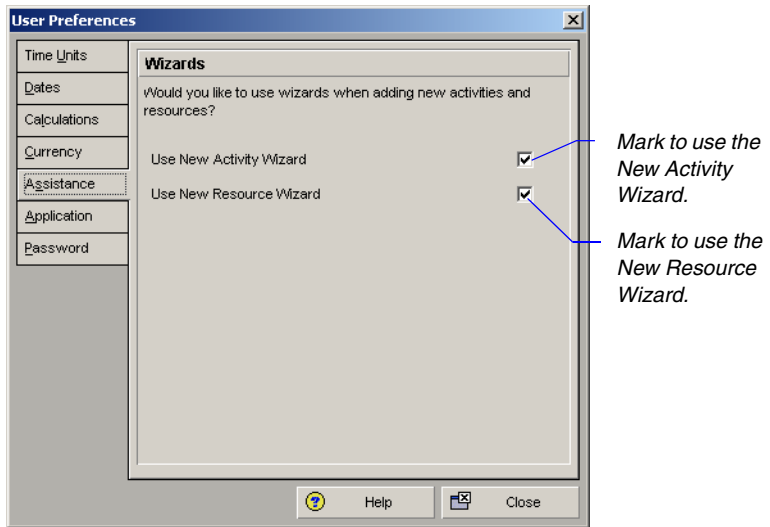 User Preferences
Time Units
Dates
Calculations
Currency
Assistance
Application
Password
Wizards
Would you like to use wizards when adding new activities and
resources?
Use New Activity Wizard
Use New Resource Wizard
Help
Close
Mark to use the
New Activity
Wizard.
Mark to use the
New Resource
Wizard.